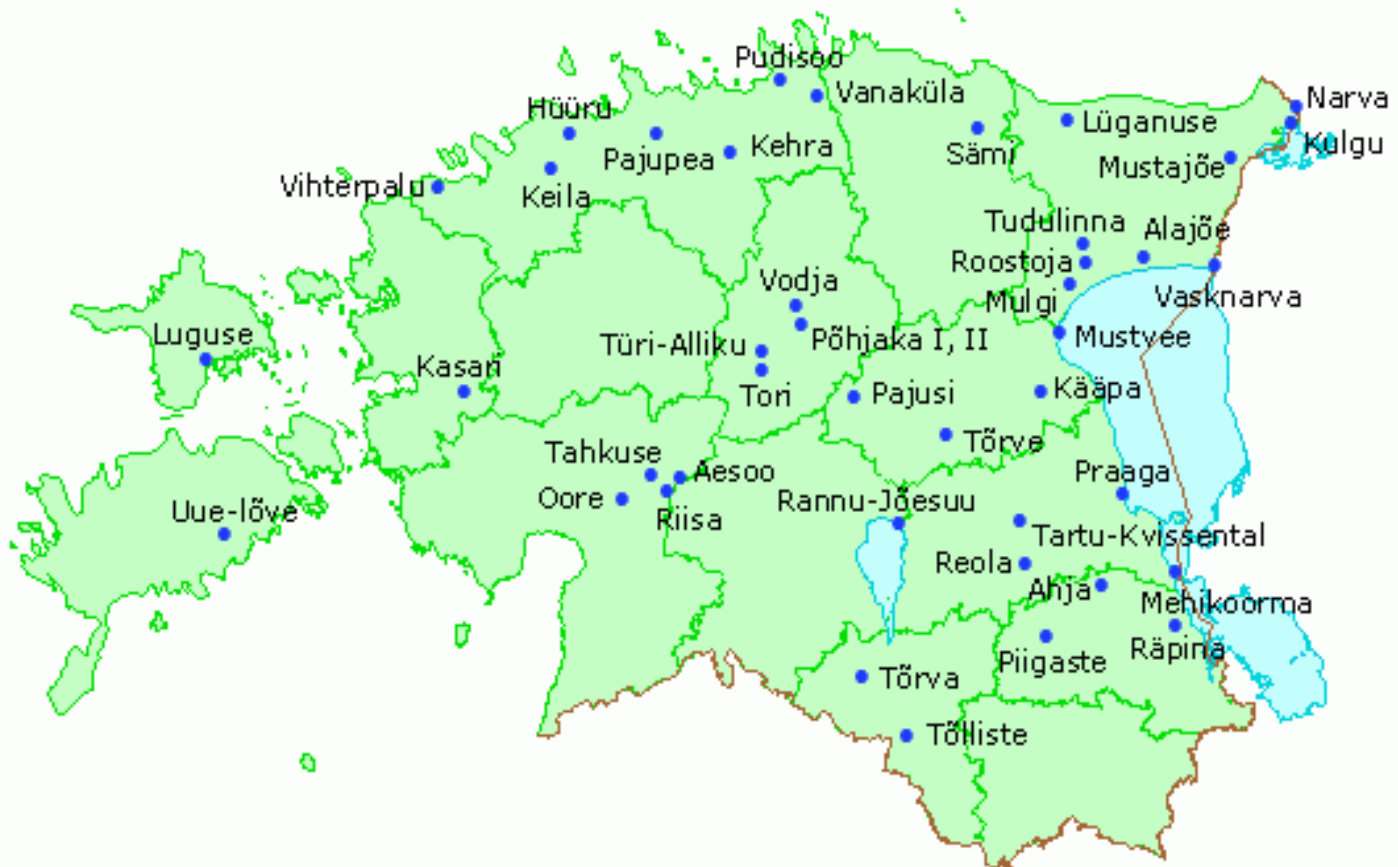 Pudisoo
Vanaküla
Narva
Hüüru
Lüganuse
Kulgu
Pajupea
Kehra
Sämi
Mustajõe
Vihterpalu
Keila
Tudulinna
Alajõe
Roostoja
Vodja
Mulgi
Vasknarva
Luguse
Türi-Alliku
Põhjaka I, II
Mustvee
Kasari
Tori
Pajusi
Kääpa
Tõrve
Tahkuse
Aesoo
Praaga
Oore
Rannu-Jõesuu
Uue-lõve
Riisa
Tartu-Kvissental
Reola
Ahja
Mehikoorma
Piigaste
Räpina
Tõrva
Tõlliste